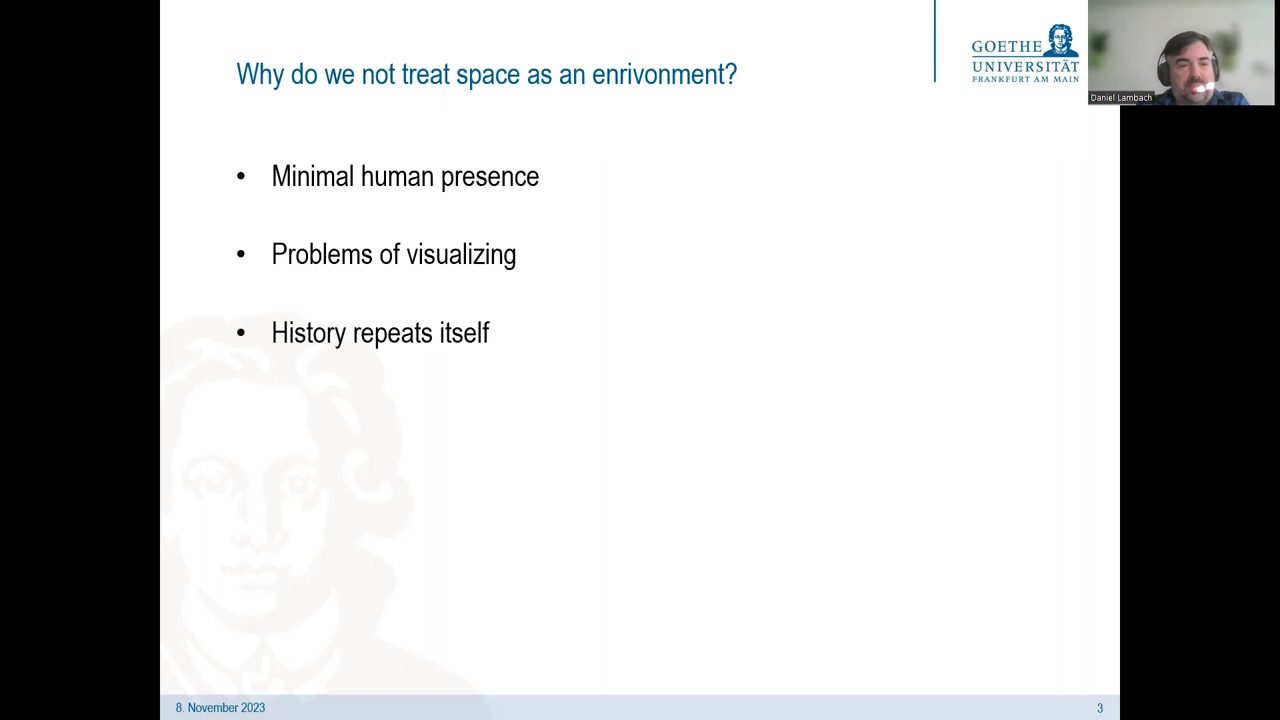 Why do we not treat space as an enrivonment?
GOETHE
UNIVERSITÄT
FRANKFURT AM MAIN
Daniel Lambach
• Minimal human presence
• Problems of visualizing
• History repeats itself
8. November 2023
3